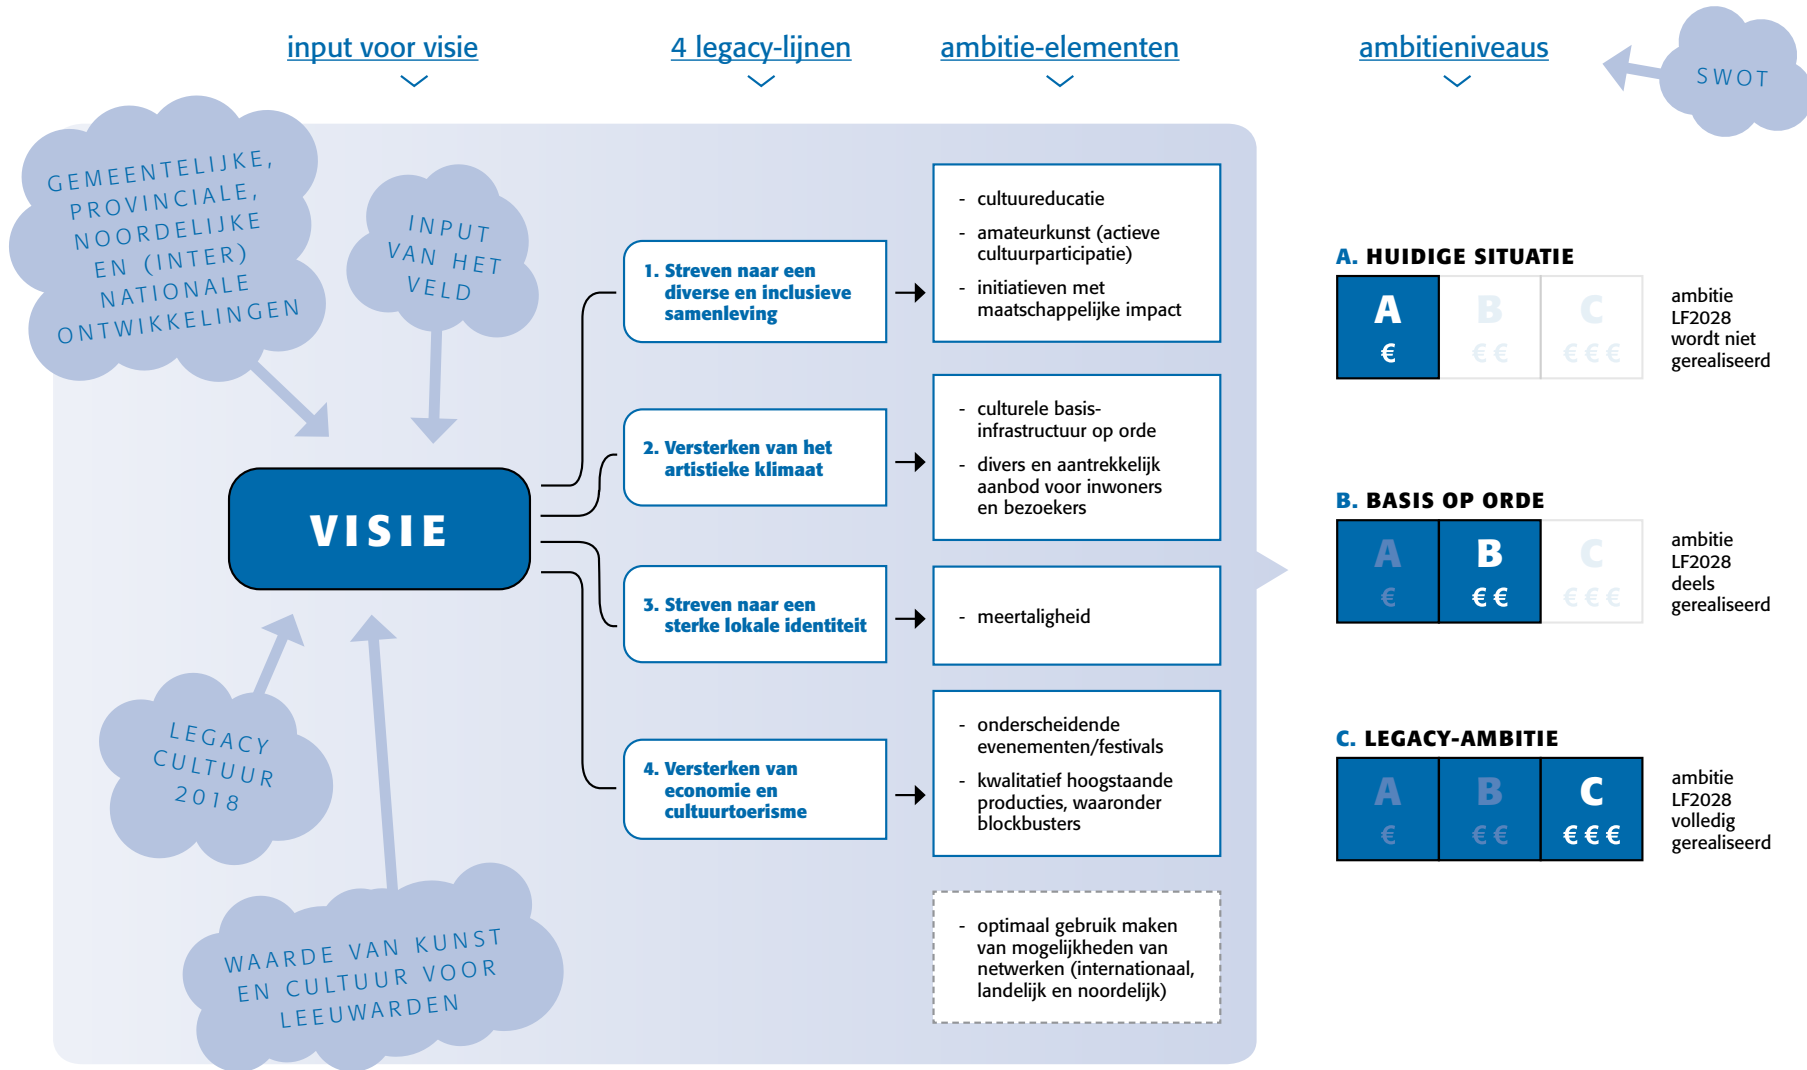 input voor visie
4 legacy-lijnen
ambitie-elementen
ambitieniveaus
SWOT
GEMEENTELIJKE,
PROVINCIALE,
NOORDELIJKE
EN (INTER)
NATIONALE
ONTWIKKELINGEN
INPUT
VAN HET
VELD
VISIE
LEGACY
CULTUUR
2018
WAARDE VAN KUNST
EN CULTUUR VOOR
LEEUWARDEN
1. Streven naar een
diverse en inclusieve
samenleving
2. Versterken van het
artistieke klimaat
3. Streven naar een
sterke lokale identiteit
4. Versterken van
economie en
cultuurtoerisme
- cultuureducatie
- amateurkunst (actieve
cultuurparticipatie)
- initiatieven met
maatschappelijke impact
- culturele basis-
infrastructuur op orde
- divers en aantrekkelijk
aanbod voor inwoners
en bezoekers
- meertaligheid
- onderscheidende
evenementen/festivals
- kwalitatief hoogstaande
producties, waaronder
blockbusters
- optimaal gebruik maken
van mogelijkheden van
netwerken (internationaal,
landelijk en noordelijk)
A. HUIDIGE SITUATIE
A B C
€ €€ €€€
ambitie
LF2028
wordt niet
gerealiseerd
B. BASIS OP ORDE
A B C
€ €€ €€€
ambitie
LF2028
deels
gerealiseerd
C. LEGACY-AMBITIE
A B C
€ €€ €€€
ambitie
LF2028
volledig
gerealiseerd